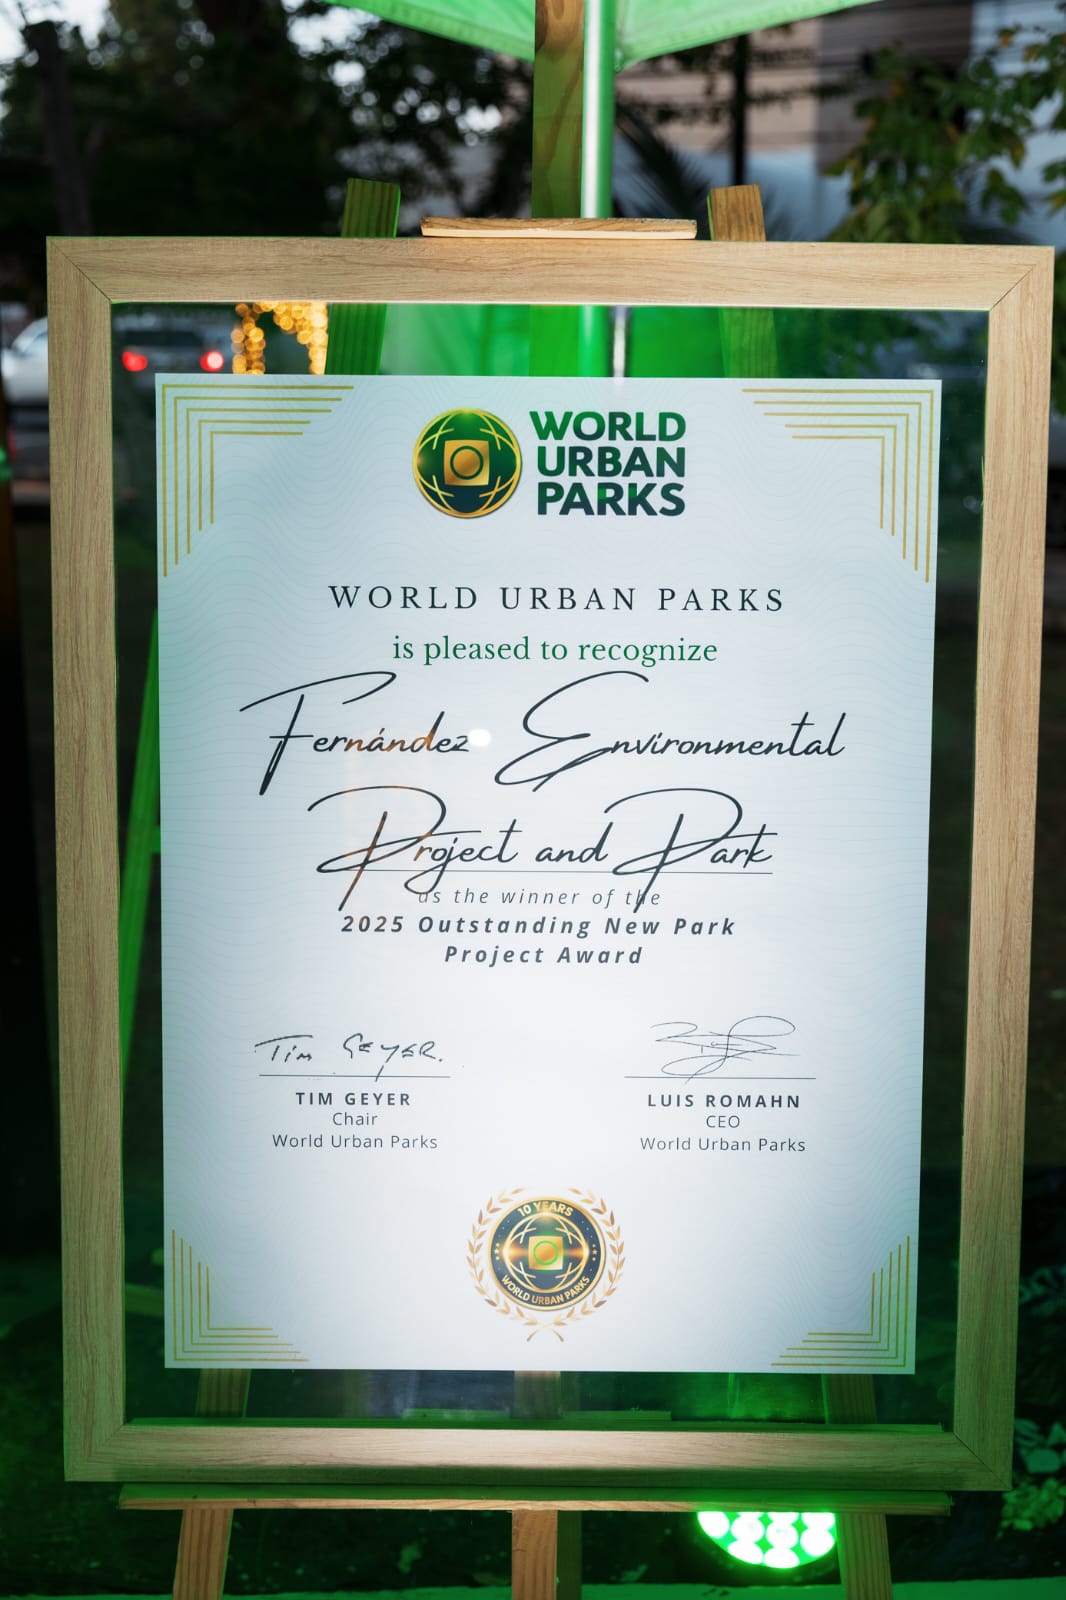 WORLD
URBAN
PARKS
WORLD URBAN PARKS
is pleased to recognize
Fernández Environmental
Project and Park
as the winner of the
2025 Outstanding New Park
Project Award
Tim GEYER.
TIM GEYER
Chair
World Urban Parks
LUIS ROMAHN
CEO
World Urban Parks
10 YEARS
WORLD URBAN PARKS